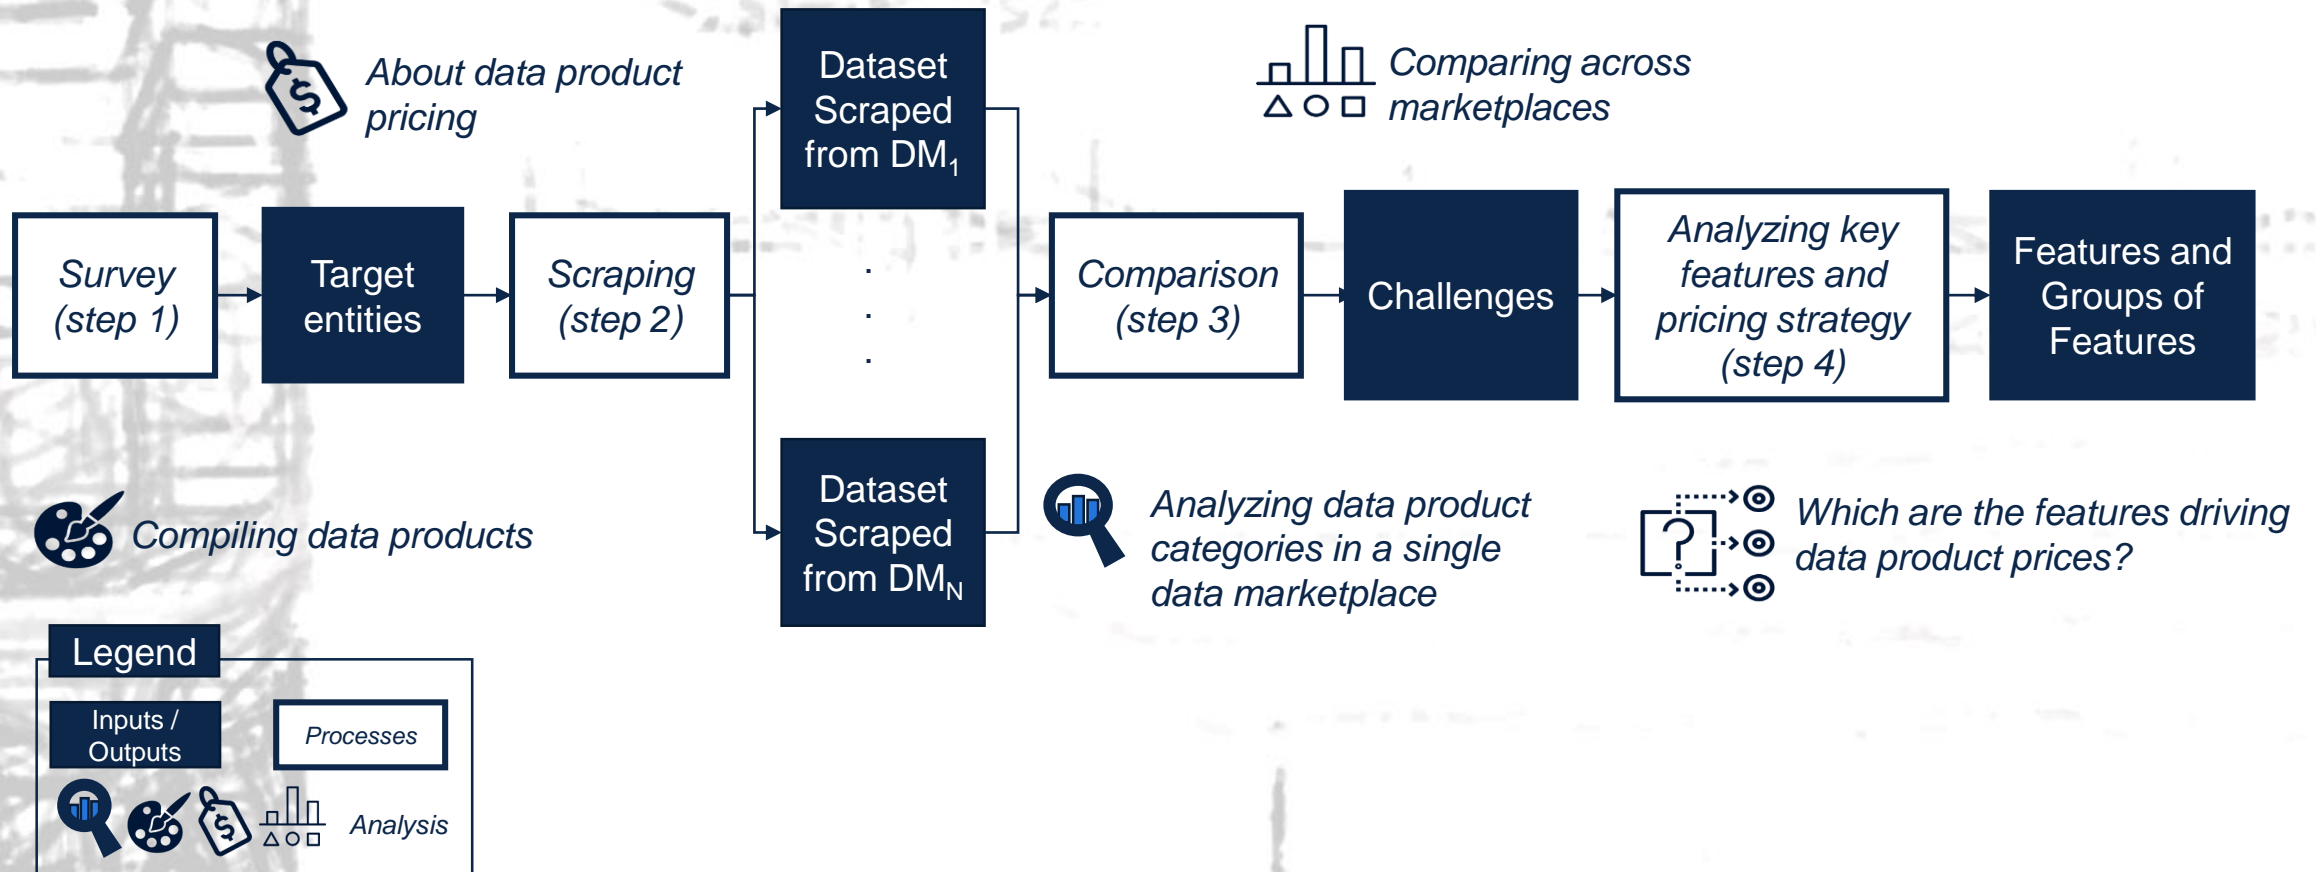 About data product
pricing
Dataset
Scraped
from DM₁
Comparing across
marketplaces
Survey
(step 1)
Target
entities
Scraping
(step 2)
.
.
.
Comparison
(step 3)
Challenges
Analyzing key
features and
pricing strategy
(step 4)
Features and
Groups of
Features
Compiling data products
Dataset
Scraped
from DM_N
Analyzing data product
categories in a single
data marketplace
Which are the features driving
data product prices?
Legend
Inputs /
Outputs
Processes
Analysis